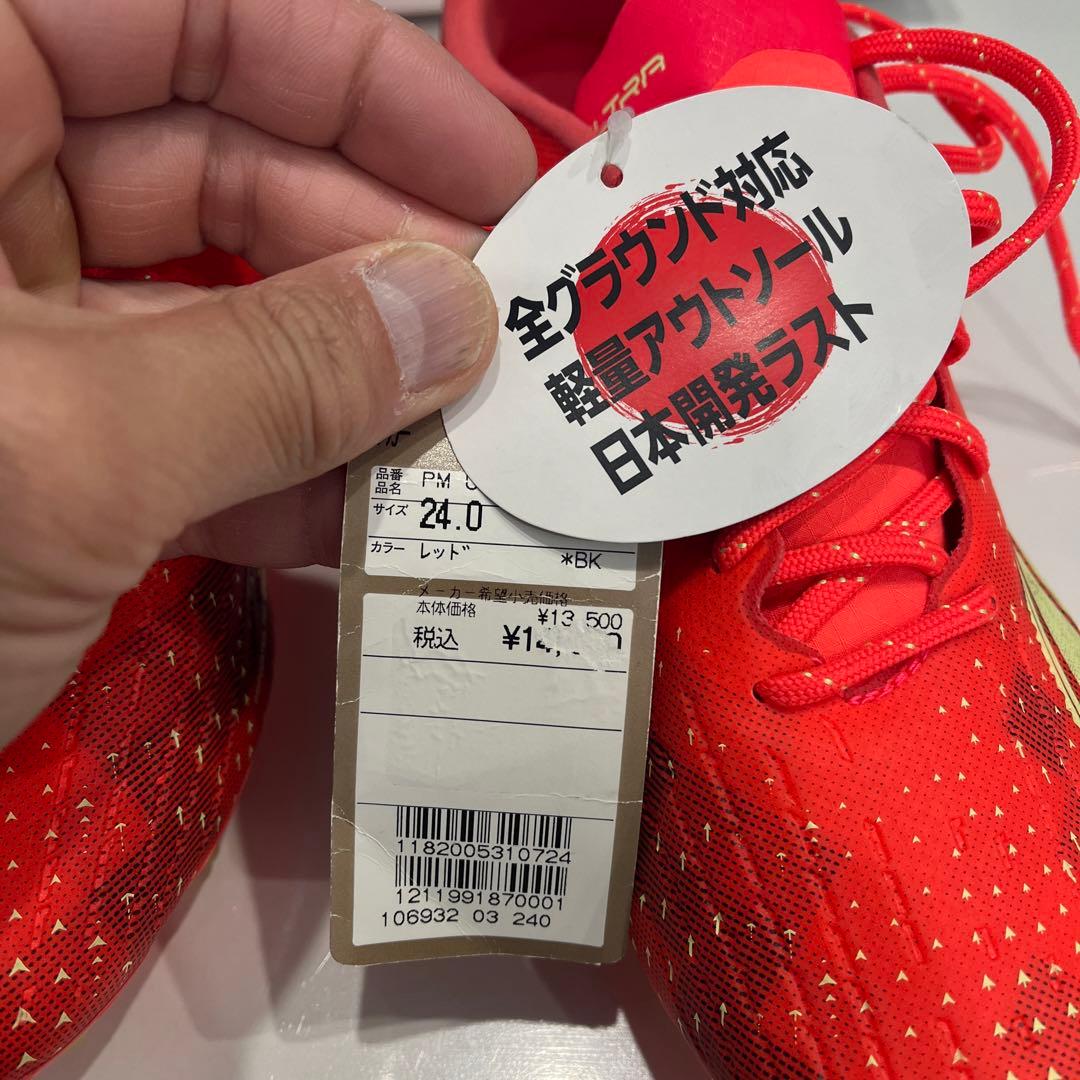 TRA
全グラウンド対応
軽量アウトソール
日本開発ラスト
品番
品名 PM
サイズ 24.0
カラー レッド *BK
メーカー希望小売価格
本体価格 ¥13,500
税込 ¥14,
1182005310724
1211991870001
106932 03 240